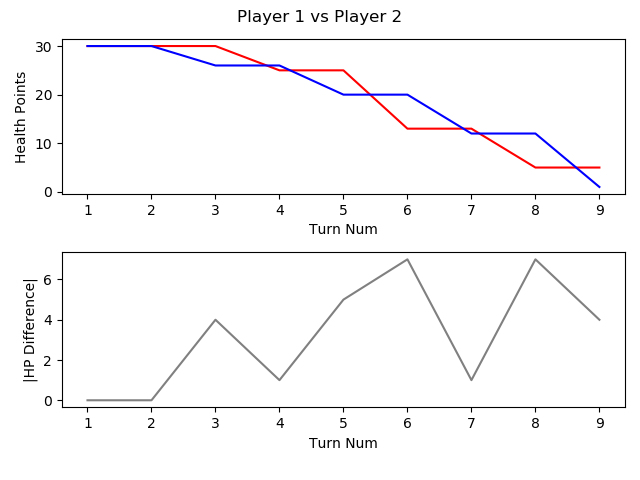 Player 1 vs Player 2
30
20
10
0
Health Points
1 2 3 4 5 6 7 8 9
Turn Num
6
4
2
0
|HP Difference|
1 2 3 4 5 6 7 8 9
Turn Num